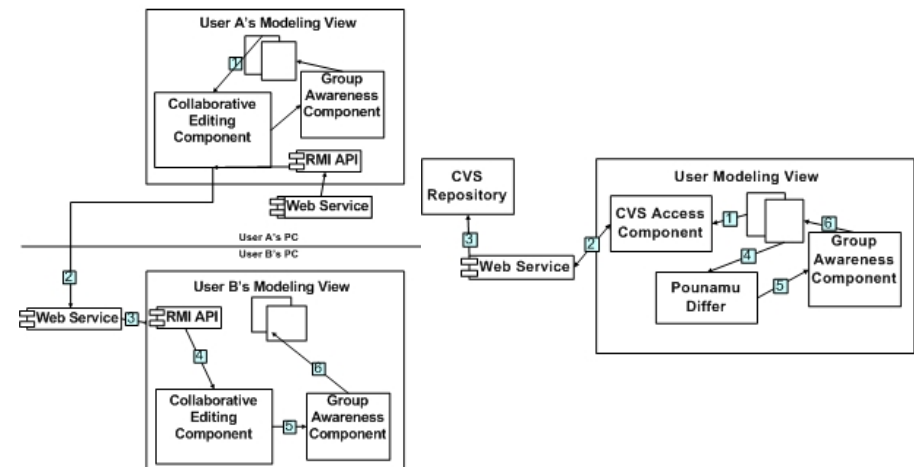 User A's Modeling View
1
Group
Awareness
Component
Collaborative
Editing
Component
RMI API
Web Service
User A's PC
User B's PC
2
User B's Modeling View
Web Service
3
RMI API
4
6
Collaborative
Editing
Component
5
Group
Awareness
Component
CVS
Repository
3
Web Service
2
User Modeling View
CVS Access
Component
1
6
4
Group
Awareness
Component
5
Pounamu
Differ